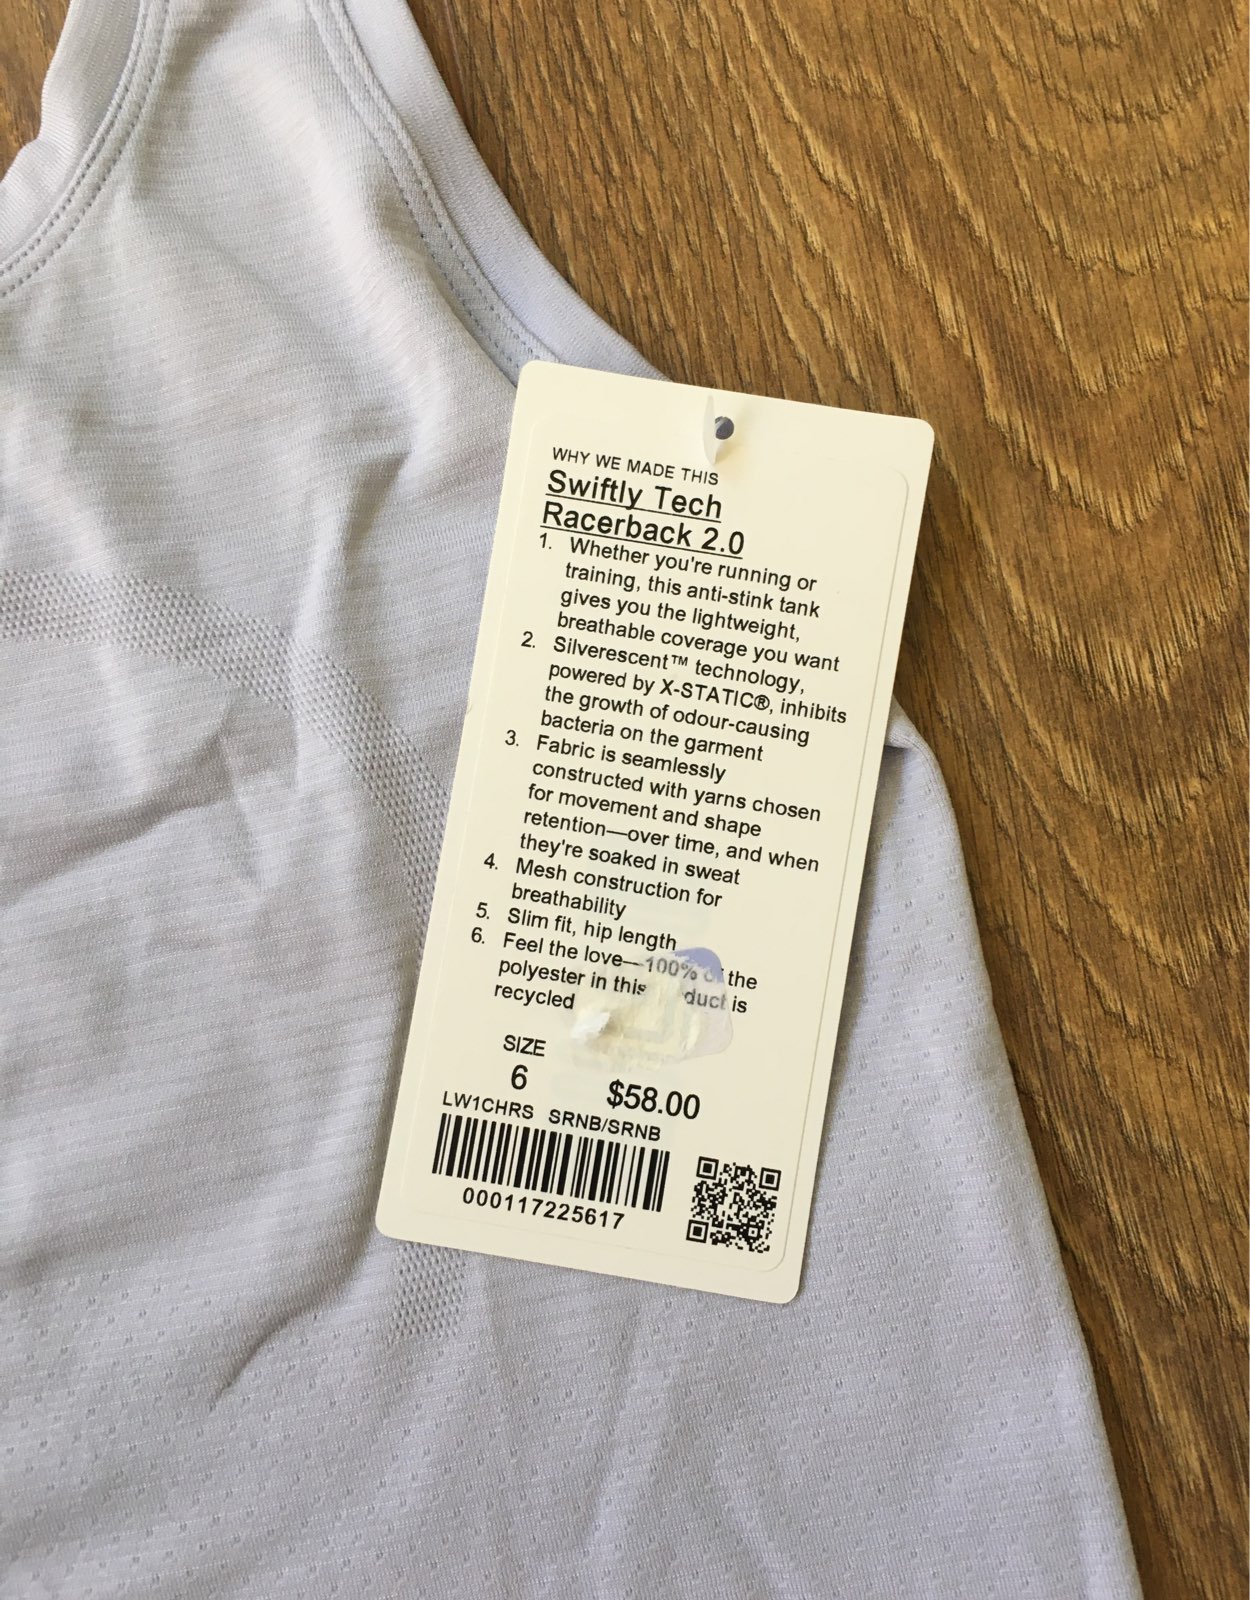 WHY WE MADE THIS
Swiftly Tech
Racerback 2.0
1. Whether you're running or
training, this anti-stink tank
gives you the lightweight,
breathable coverage you want
2. Silverescent™ technology,
powered by X-STATIC®, inhibits
the growth of odour-causing
bacteria on the garment
3. Fabric is seamlessly
constructed with yarns chosen
for movement and shape
retention—over time, and when
they're soaked in sweat
4. Mesh construction for
breathability
5. Slim fit, hip length
6. Feel the love—100% of the
polyester in this duct is
recycled
SIZE
6 $58.00
LW1CHRS SRNB/SRNB
000117225617